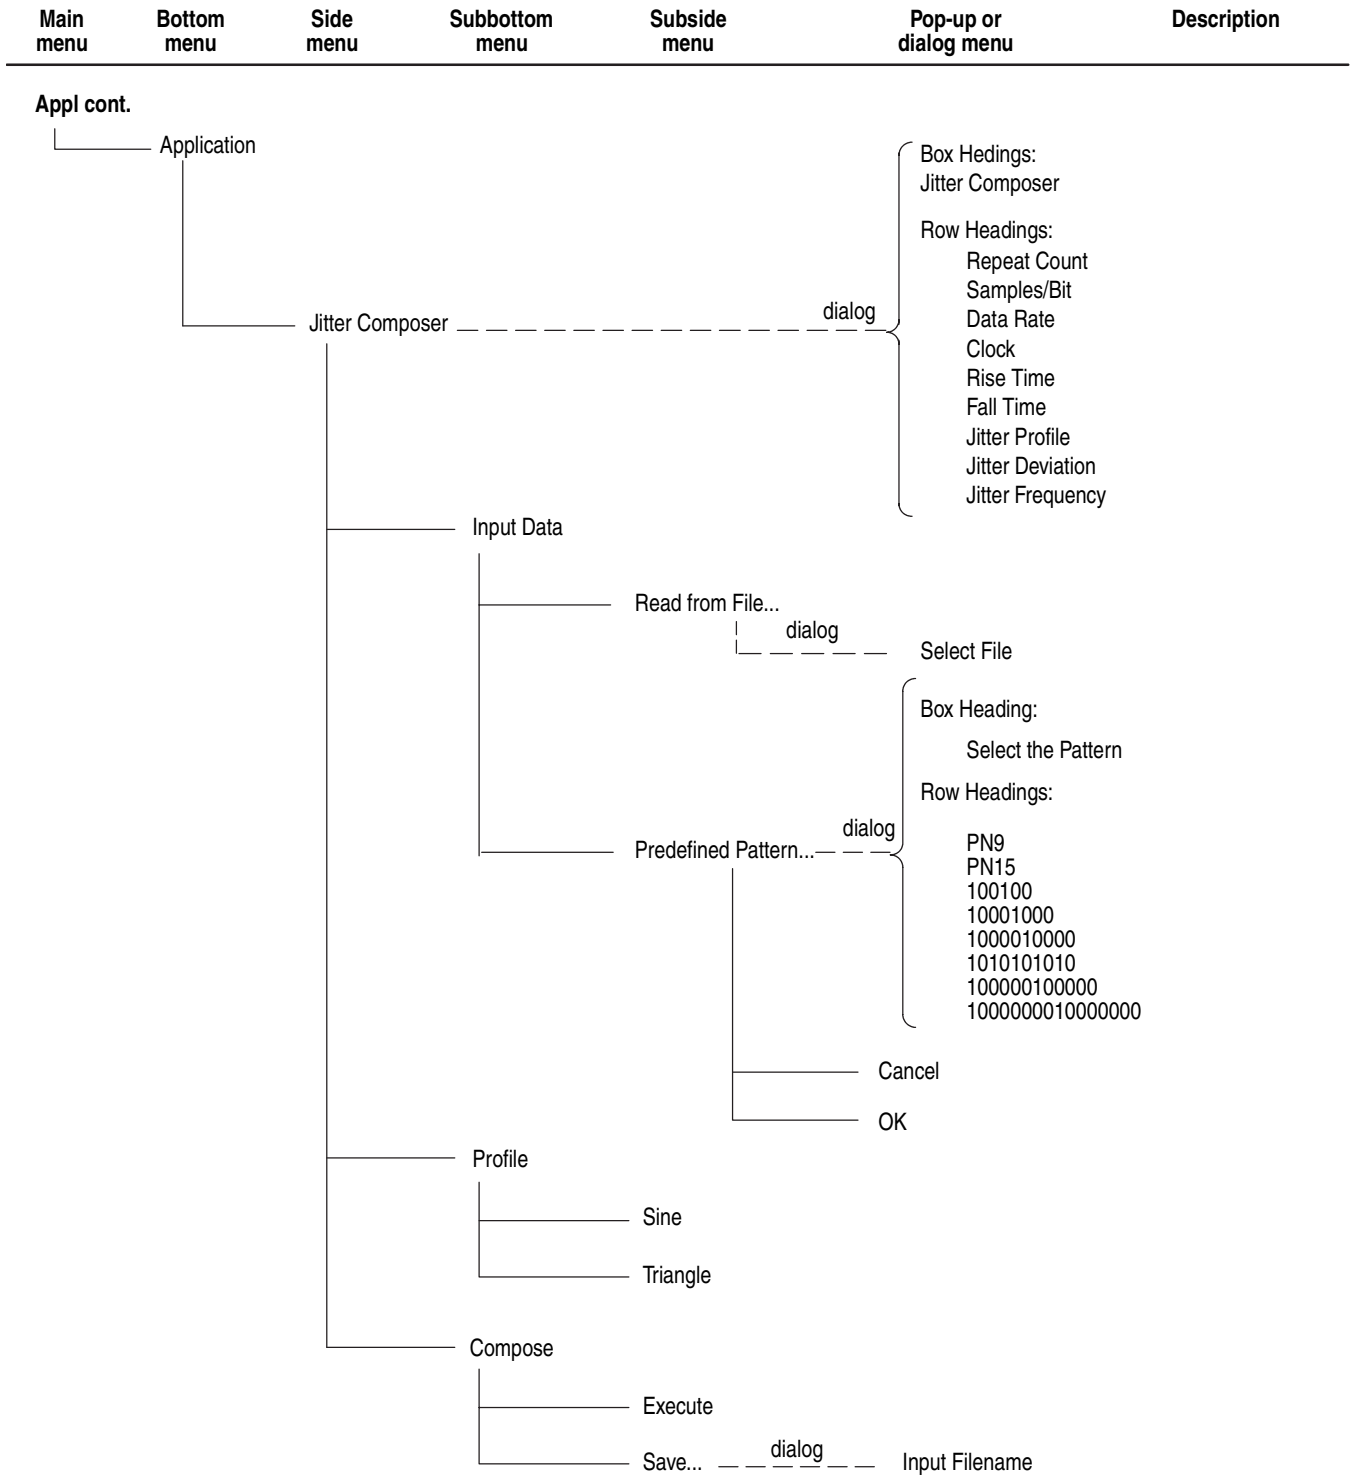 Main menu
Bottom menu
Side menu
Subbottom menu
Subside menu
Pop-up or dialog menu
Description
Appl cont.
Application
Box Hedings:
Jitter Composer
Row Headings:
Repeat Count
Samples/Bit
Data Rate
Clock
Rise Time
Fall Time
Jitter Profile
Jitter Deviation
Jitter Frequency
Jitter Composer
dialog
Input Data
Read from File...
dialog
Select File
Box Heading:
Select the Pattern
Row Headings:
PN9
PN15
100100
10001000
1000010000
1010101010
100000100000
1000000010000000
Predefined Pattern...
dialog
Cancel
OK
Profile
Sine
Triangle
Compose
Execute
Save...
dialog
Input Filename